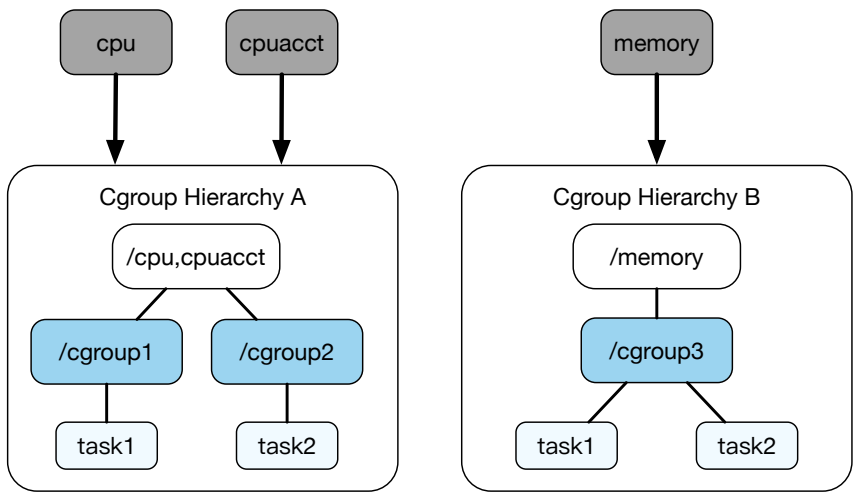 cpu
cpuacct
memory
Cgroup Hierarchy A
/cpu,cpuacct
/cgroup1
/cgroup2
task1
task2
Cgroup Hierarchy B
/memory
/cgroup3
task1
task2